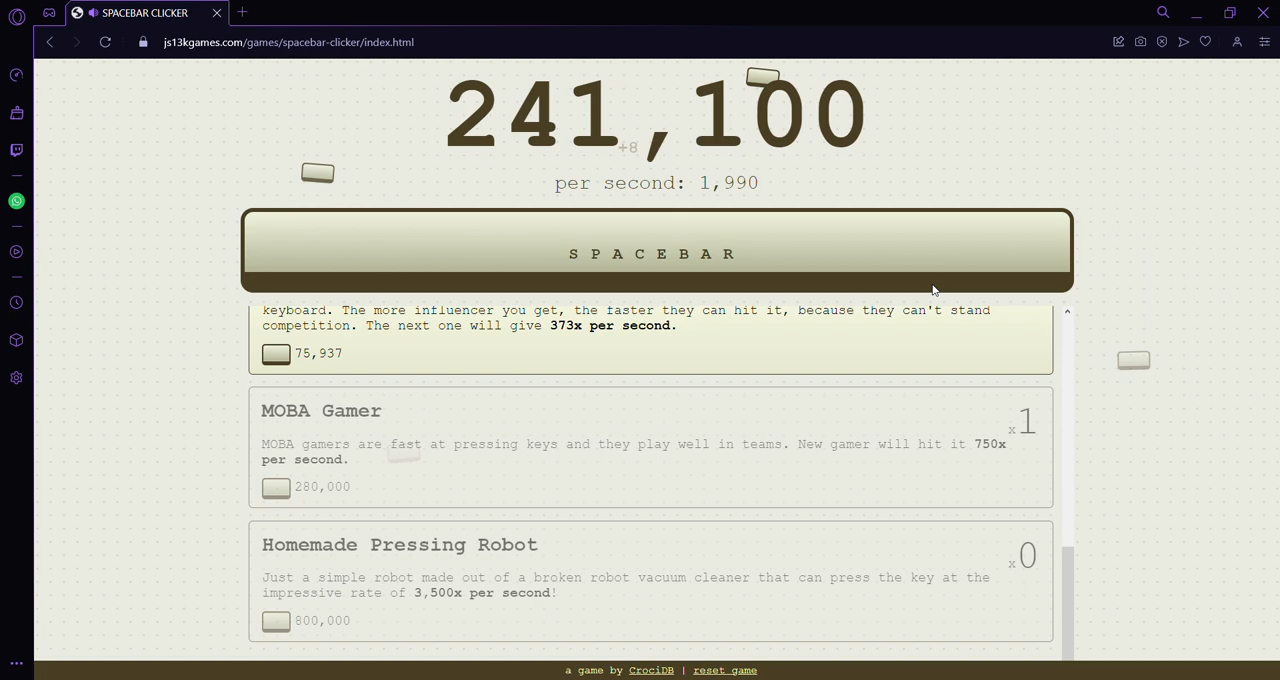 SPACEBAR CLICKER
js13kgames.com/games/spacebar-clicker/index.html
241,100
+8
per second: 1,990
S P A C E B A R
keyboard. The more influencer you get, the faster they can hit it, because they can't stand
competition. The next one will give 373x per second.
75,937
MOBA Gamer
x1
MOBA gamers are fast at pressing keys and they play well in teams. New gamer will hit it 750x
per second.
280,000
Homemade Pressing Robot
x0
Just a simple robot made out of a broken robot vacuum cleaner that can press the key at the
impressive rate of 3,500x per second!
800,000
a game by CrociDB | reset game